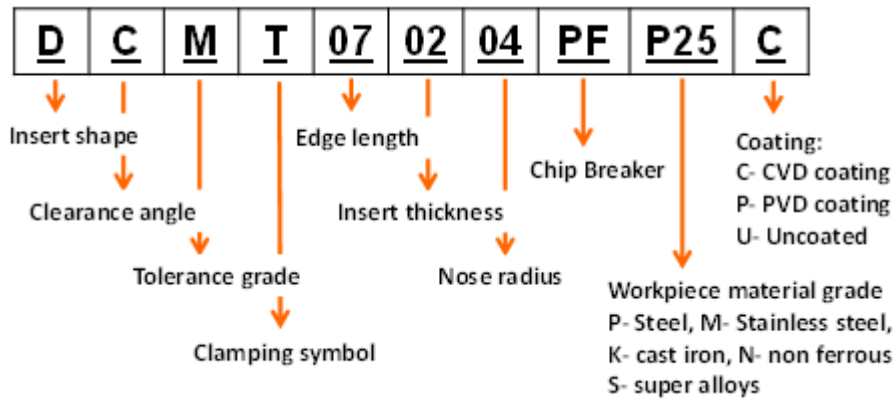 D C M T 07 02 04 PF P25 C
Insert shape
Edge length
Coating:
C- CVD coating
P- PVD coating
U- Uncoated
Chip Breaker
Clearance angle
Insert thickness
Tolerance grade
Nose radius
Workpiece material grade
P- Steel, M- Stainless steel,
K- cast iron, N- non ferrous
S- super alloys
Clamping symbol